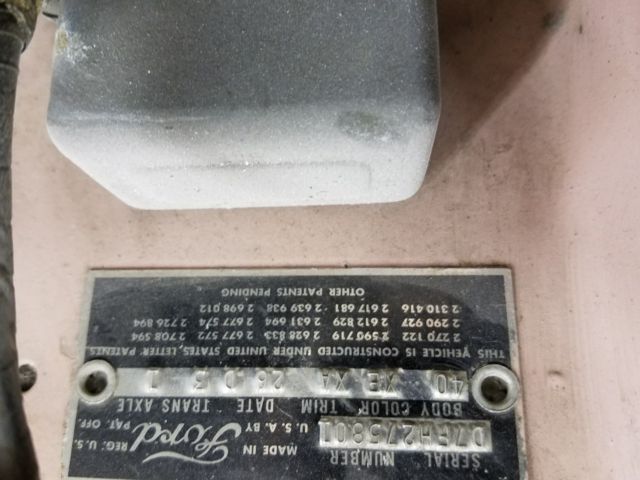 SERIAL NUMBER
D7FH275801
MADE IN
U.S.A. BY
Ford
REG. U.S.
PAT. OFF.
BODY COLOR TRIM DATE TRANS AXLE
40 XE XA 26 D 3 1
THIS VEHICLE IS CONSTRUCTED UNDER UNITED STATES, LETTER PATENTS
2 270 122 2 590 719 2 628 833 2 677 572 2 708 594
2 290 927 2 612 829 2 631 694 2 677 574 2 726 894
2 310 416 2 617 681 2 639 938 2 698 012
OTHER PATENTS PENDING